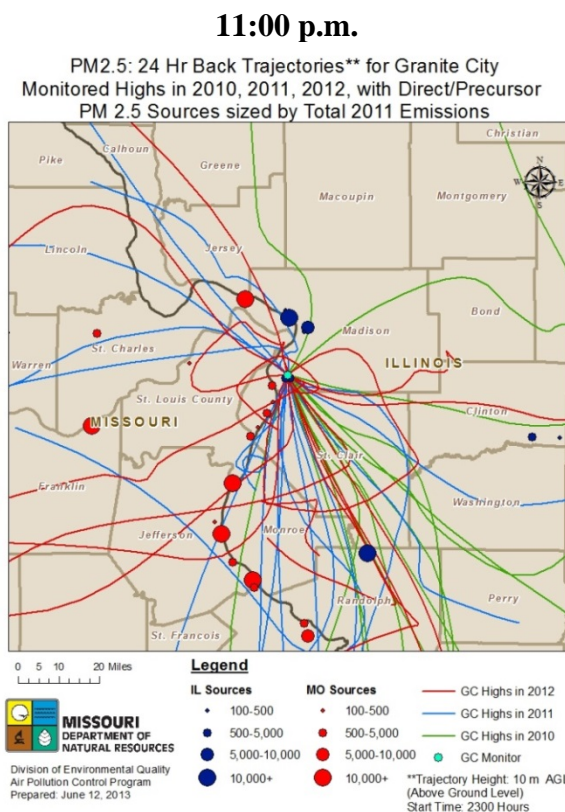 11:00 p.m.
PM2.5: 24 Hr Back Trajectories** for Granite City
Monitored Highs in 2010, 2011, 2012, with Direct/Precursor
PM 2.5 Sources sized by Total 2011 Emissions
Christian
Pike
Calhoun
Greene
Macoupin
Montgomery
N
W
E
S
Lincoln
Jersey
Bond
Madison
St. Charles
Warren
ILLINOIS
St. Louis County
Clinton
MISSOURI
St. Clair
Franklin
Washington
Jefferson
Monroe
Randolph
Perry
St. Francois
0 5 10 20 Miles
Legend
IL Sources
100-500
500-5,000
5,000-10,000
10,000+
MO Sources
100-500
500-5,000
5,000-10,000
10,000+
GC Highs in 2012
GC Highs in 2011
GC Highs in 2010
GC Monitor
**Trajectory Height: 10 m AGL
(Above Ground Level)
Start Time: 2300 Hours
MISSOURI
DEPARTMENT OF
NATURAL RESOURCES
Division of Environmental Quality
Air Pollution Control Program
Prepared: June 12, 2013